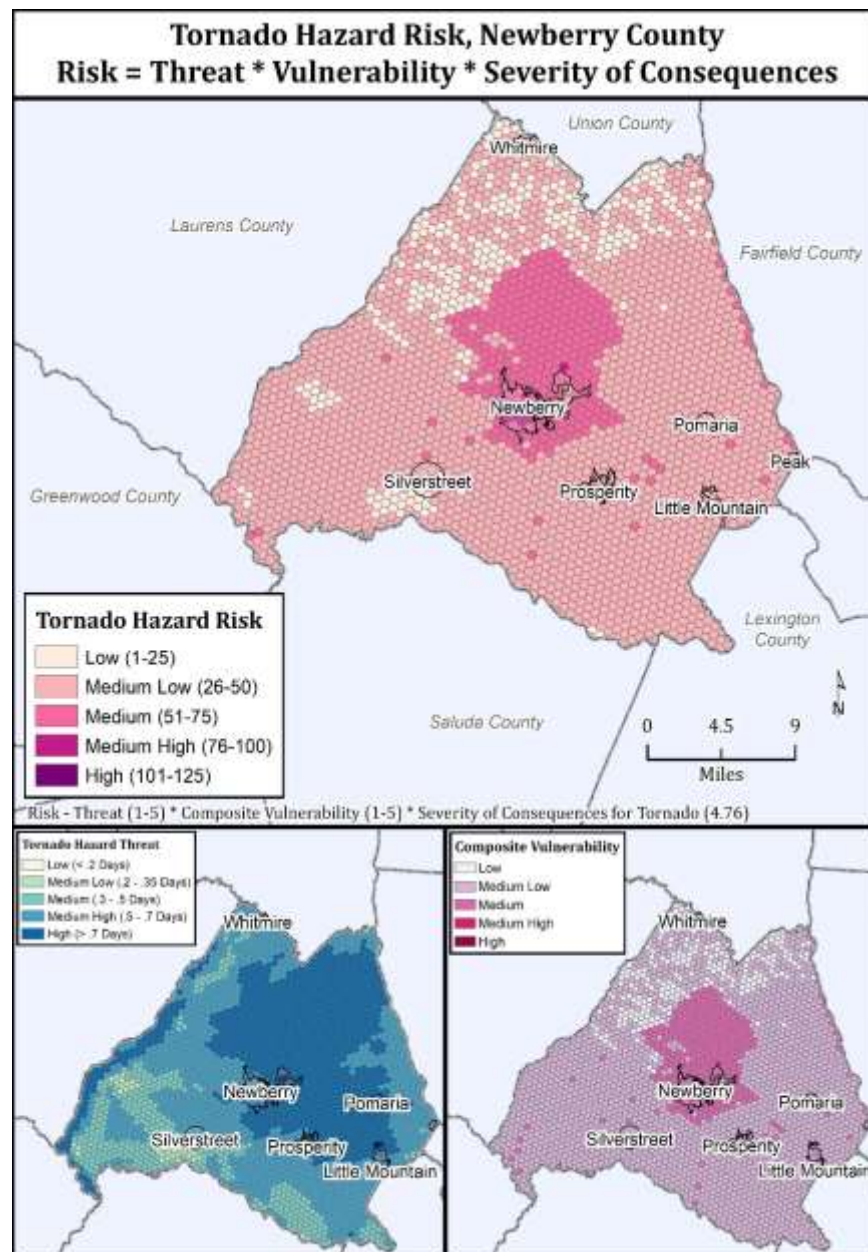 Tornado Hazard Risk, Newberry County
Risk = Threat * Vulnerability * Severity of Consequences
Union County
Whitmire
Laurens County
Fairfield County
Newberry
Pomaria
Peak
Silverstreet
Prosperity
Greenwood County
Little Mountain
Tornado Hazard Risk
Low (1-25)
Medium Low (26-50)
Medium (51-75)
Medium High (76-100)
High (101-125)
Lexington
County
N
Saluda County
0 4.5 9
Miles
Risk - Threat (1-5) * Composite Vulnerability (1-5) * Severity of Consequences for Tornado (4.76)
Tornado Hazard Threat
Low (< .2 Days)
Medium Low (.2 - .35 Days)
Medium (.3 - .5 Days)
Medium High (.5 - .7 Days)
High (> .7 Days)
Whitmire
Newberry
Pomaria
Silverstreet
Prosperity
Little Mountain
Composite Vulnerability
Low
Medium Low
Medium
Medium High
High
Whitmire
Newberry
Pomaria
Silverstreet
Prosperity
Little Mountain